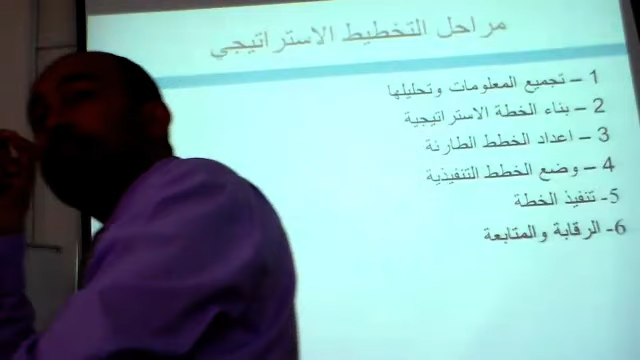 مراحل التخطيط الاستراتيجي
1 – تجميع المعلومات وتحليلها
2 – بناء الخطة الاستراتيجية
3 – اعداد الخطط الطارئة
4 – وضع الخطط التنفيذية
5- تنفيذ الخطة
6- الرقابة والمتابعة